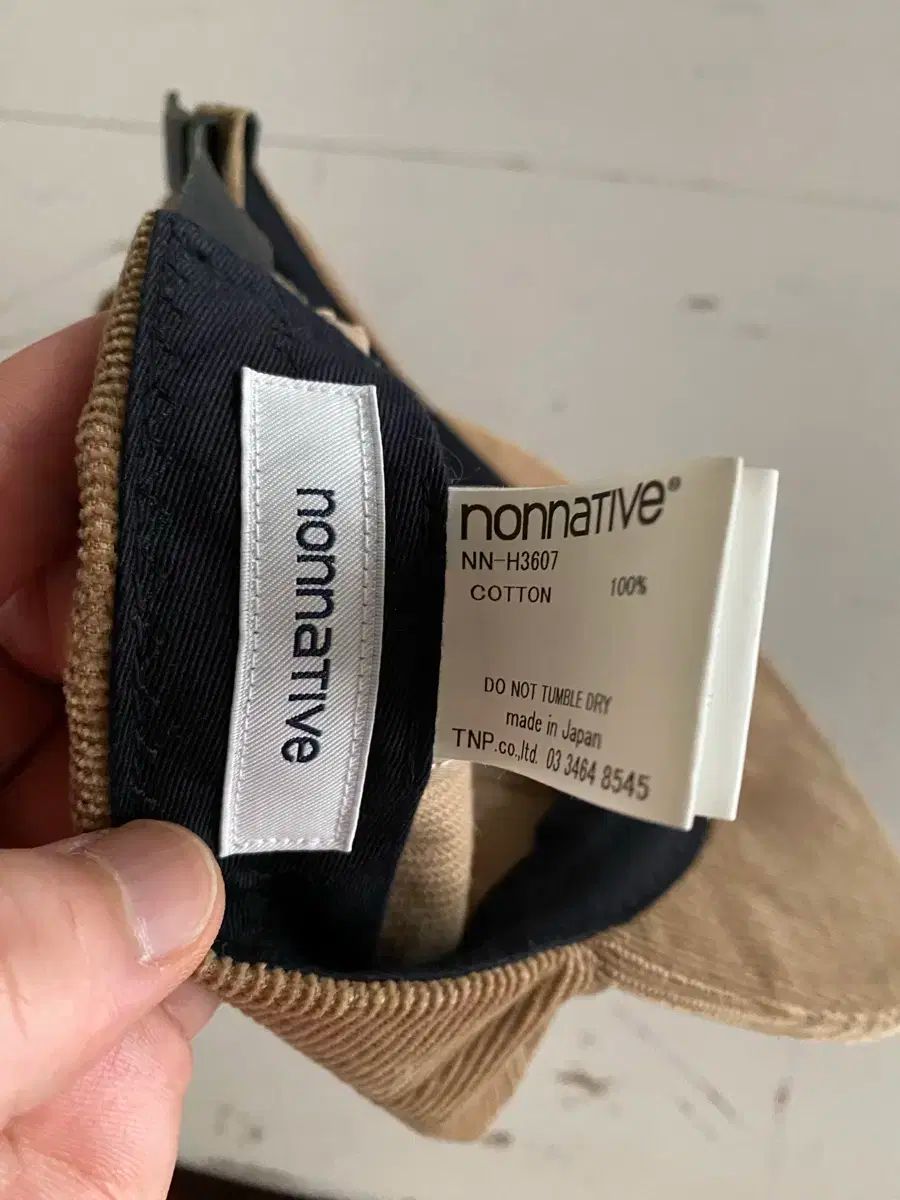 nonnaTIVe
nonnaTIVe®
NN-H3607
COTTON 100%
DO NOT TUMBLE DRY
made in Japan
TNP.co.,ltd. 03 3464 8545